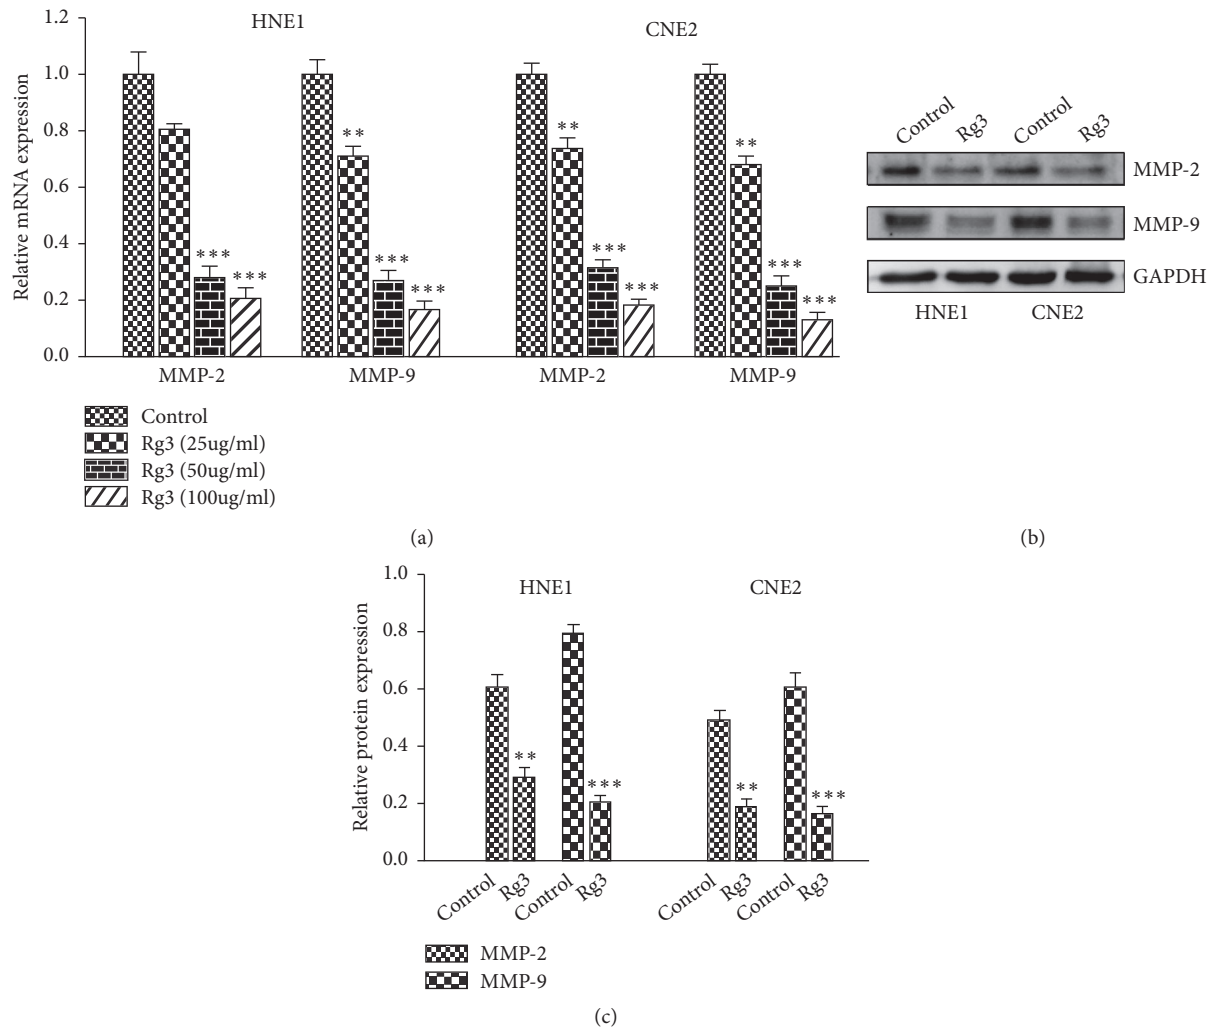 HNE1
CNE2
Relative mRNA expression
1.2
1.0
0.8
0.6
0.4
0.2
0.0
**
**
**
***
***
***
***
***
***
***
***
MMP-2
MMP-9
MMP-2
MMP-9
Control
Rg3 (25ug/ml)
Rg3 (50ug/ml)
Rg3 (100ug/ml)
(a)
Control
Rg3
Control
Rg3
MMP-2
MMP-9
GAPDH
HNE1
CNE2
(b)
HNE1
CNE2
Relative protein expression
1.0
0.8
0.6
0.4
0.2
0.0
**
***
**
***
Control
Rg3
Control
Rg3
Control
Rg3
Control
Rg3
MMP-2
MMP-9
(c)